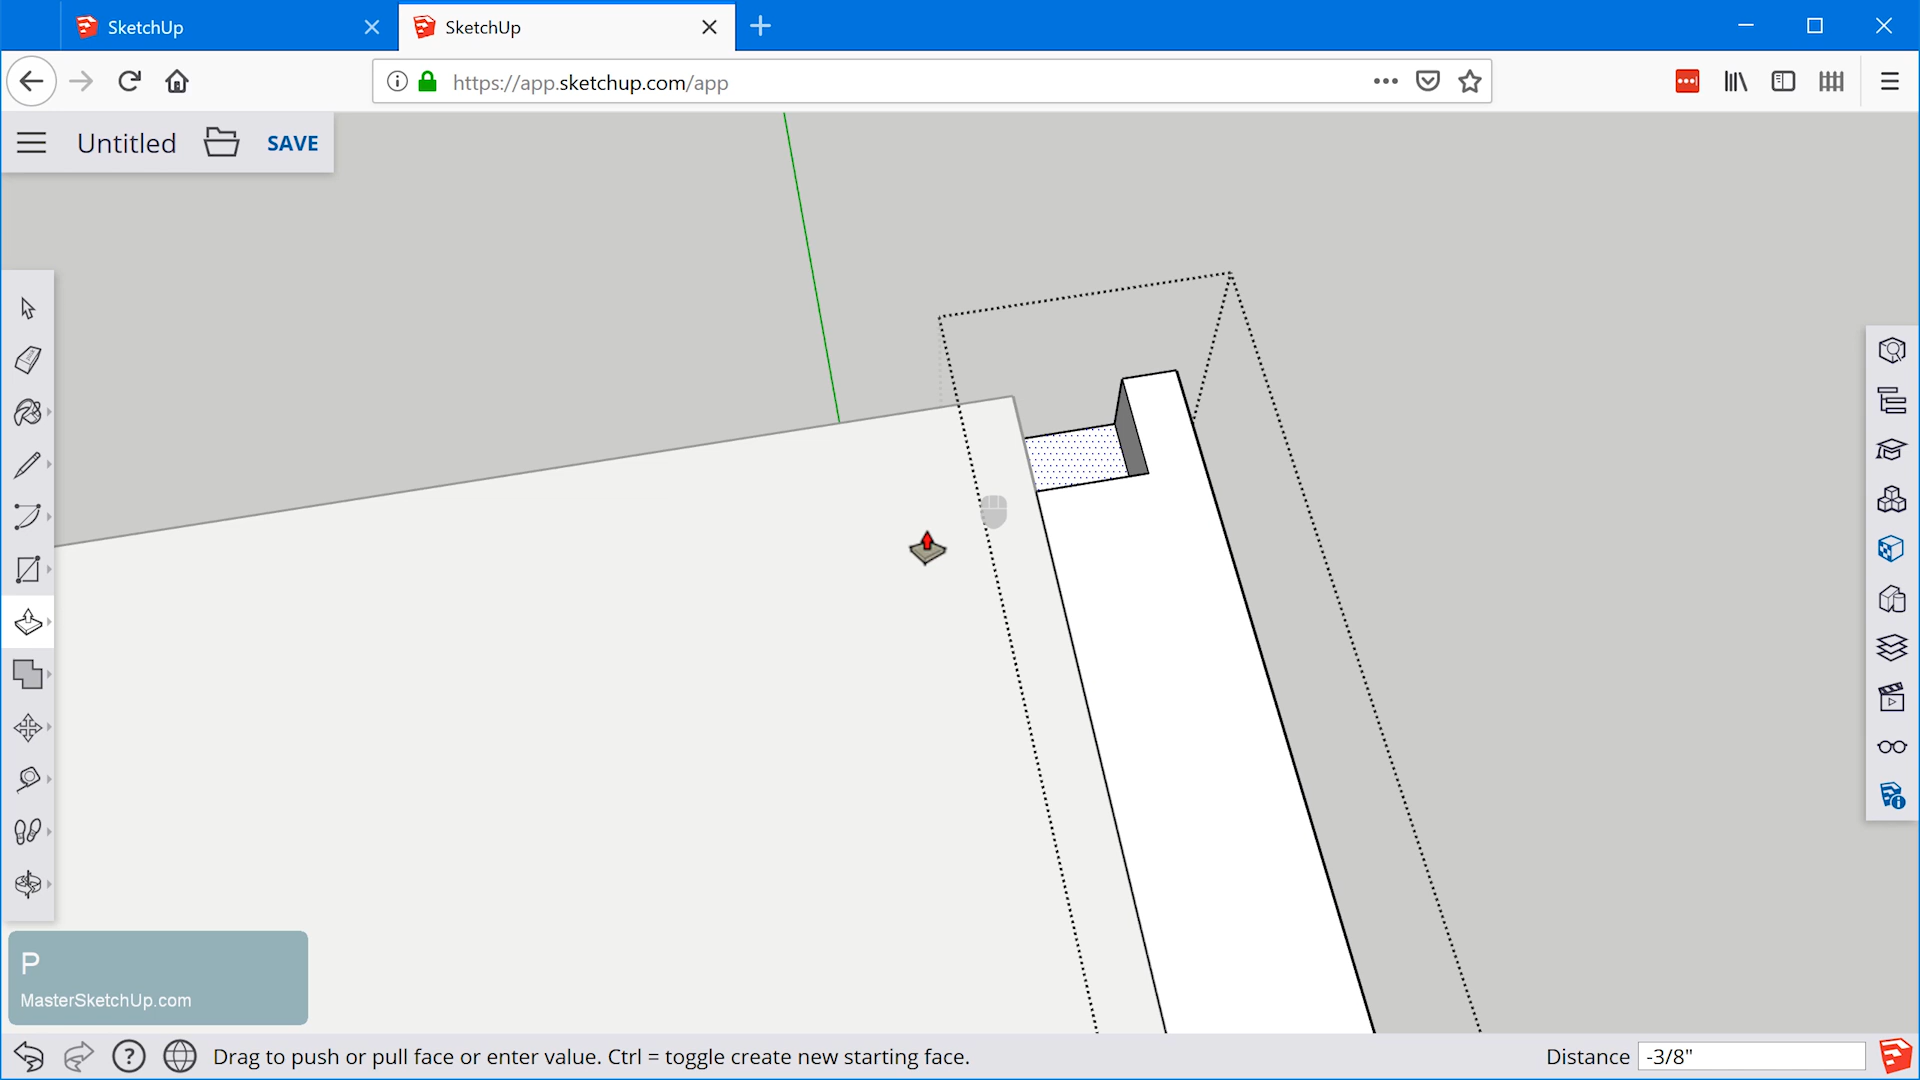 SketchUp
SketchUp
https://app.sketchup.com/app
Untitled
SAVE
P
MasterSketchUp.com
Drag to push or pull face or enter value. Ctrl = toggle create new starting face.
Distance
-3/8"